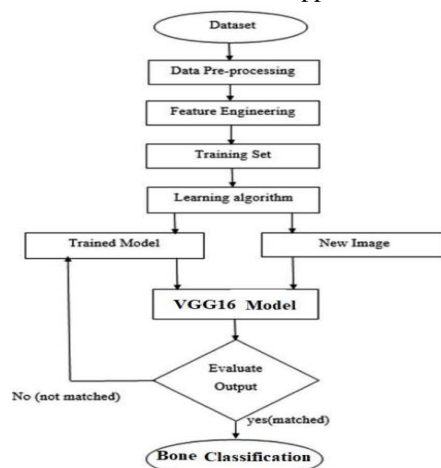 Dataset
Data Pre-processing
Feature Engineering
Training Set
Learning algorithm
Trained Model
New Image
VGG16 Model
Evaluate
Output
No (not matched)
yes(matched)
Bone Classification